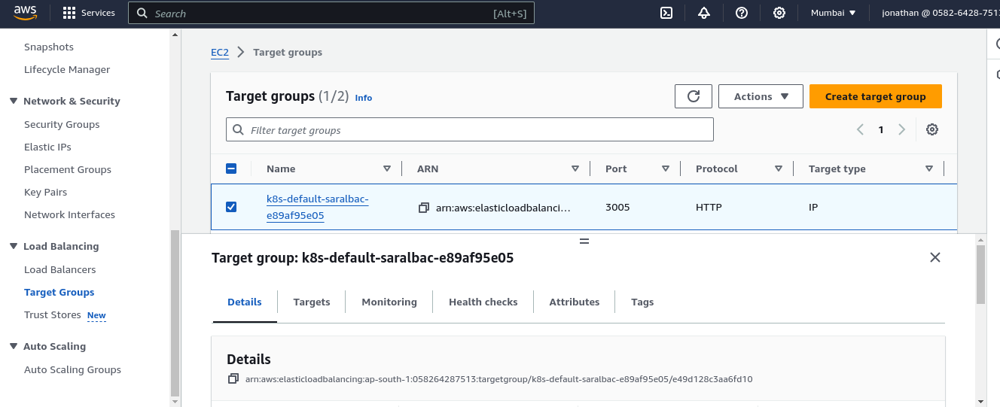 aws Services Search [Alt+S] Mumbai jonathan @ 0582-6428-751
Snapshots
Lifecycle Manager
Network & Security
Security Groups
Elastic IPs
Placement Groups
Key Pairs
Network Interfaces
Load Balancing
Load Balancers
Target Groups
Trust Stores New
Auto Scaling
Auto Scaling Groups
EC2 Target groups
Target groups (1/2) Info Actions Create target group
Filter target groups 1
Name ARN Port Protocol Target type
k8s-default-saralbac-
e89af95e05
arn:aws:elasticloadbalanci… 3005 HTTP IP
Target group: k8s-default-saralbac-e89af95e05
Details Targets Monitoring Health checks Attributes Tags
Details
arn:aws:elasticloadbalancing:ap-south-1:058264287513:targetgroup/k8s-default-saralbac-e89af95e05/e49d128c3aa6fd10